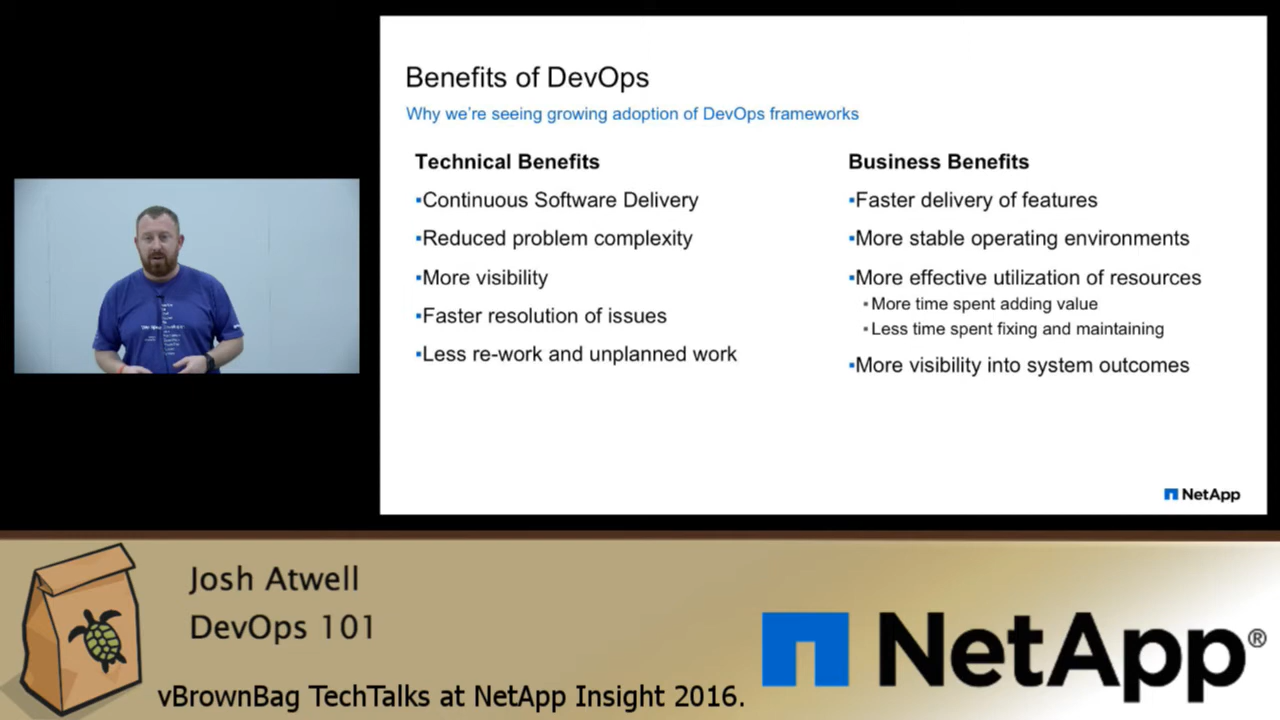 Benefits of DevOps
Why we're seeing growing adoption of DevOps frameworks
Technical Benefits
▪Continuous Software Delivery
▪Reduced problem complexity
▪More visibility
▪Faster resolution of issues
▪Less re-work and unplanned work
Business Benefits
▪Faster delivery of features
▪More stable operating environments
▪More effective utilization of resources
▪More time spent adding value
▪Less time spent fixing and maintaining
▪More visibility into system outcomes
NetApp
Josh Atwell
DevOps 101
vBrownBag TechTalks at NetApp Insight 2016.
NetApp®